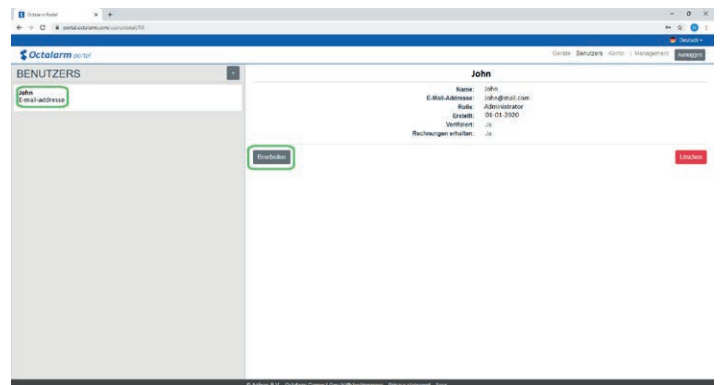 Octalarm-Portal
portal.octalarm.com/users/detail/59
Deutsch
Octalarm portal
Geräte Benutzers Konto | Management Ausloggen
BENUTZERS
+
John
E-mail-addresse
John
Name: John
E-Mail-Addresse: John@mail.com
Rolle: Administrator
Erstellt: 01-01-2020
Verifiziert: Ja
Rechnungen erhalten: Ja
Bearbeiten
Löschen